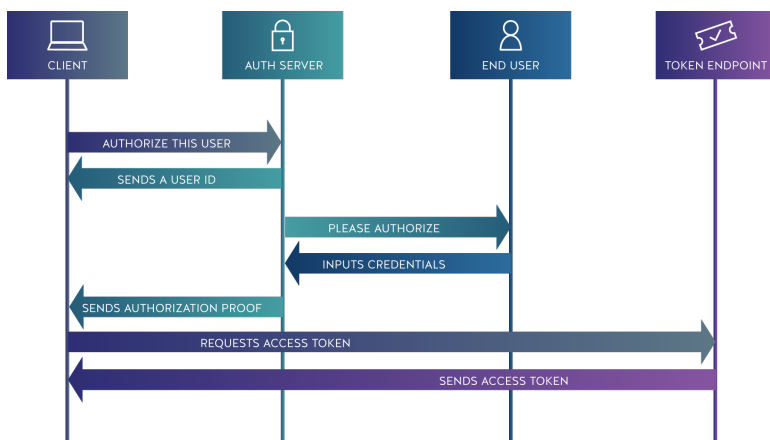 CLIENT
AUTH SERVER
END USER
TOKEN ENDPOINT
AUTHORIZE THIS USER
SENDS A USER ID
PLEASE AUTHORIZE
INPUTS CREDENTIALS
SENDS AUTHORIZATION PROOF
REQUESTS ACCESS TOKEN
SENDS ACCESS TOKEN